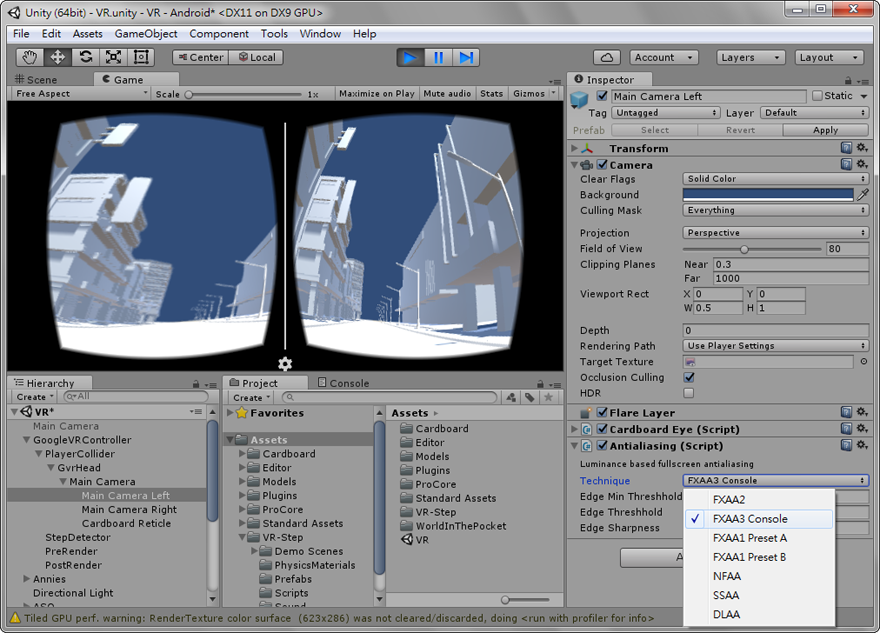 Unity (64bit) - VR.unity - VR - Android* <DX11 on DX9 GPU>
File Edit Assets GameObject Component Tools Window Help
Center Local Account Layers Layout
Scene Game
Free Aspect Scale 1x Maximize on Play Mute audio Stats Gizmos
Inspector
Main Camera Left Static
Tag Untagged Layer Default
Prefab Select Revert Apply
Transform
Camera
Clear Flags Solid Color
Background
Culling Mask Everything
Projection Perspective
Field of View 80
Clipping Planes Near 0.3
Far 1000
Viewport Rect X 0 Y 0
W 0.5 H 1
Depth 0
Rendering Path Use Player Settings
Target Texture
Occlusion Culling
HDR
Flare Layer
Cardboard Eye (Script)
Antialiasing (Script)
Luminance based fullscreen antialiasing
Technique FXAA3 Console
Edge Min Threshhold
Edge Threshhold
Edge Sharpness
A
FXAA2
FXAA3 Console
FXAA1 Preset A
FXAA1 Preset B
NFAA
SSAA
DLAA
Hierarchy
Create All
VR*
Main Camera
GoogleVRController
PlayerCollider
GvrHead
Main Camera
Main Camera Left
Main Camera Right
Cardboard Reticle
StepDetector
PreRender
PostRender
Annies
Directional Light
Project Console
Create
Favorites
Assets
Cardboard
Editor
Models
Plugins
ProCore
Standard Assets
VR-Step
Demo Scenes
PhysicsMaterials
Prefabs
Scripts
Sound
Assets
Cardboard
Editor
Models
Plugins
ProCore
Standard Assets
VR-Step
WorldInThePocket
VR
Tiled GPU perf. warning: RenderTexture color surface (623x286) was not cleared/discarded, doing <run with profiler for info>